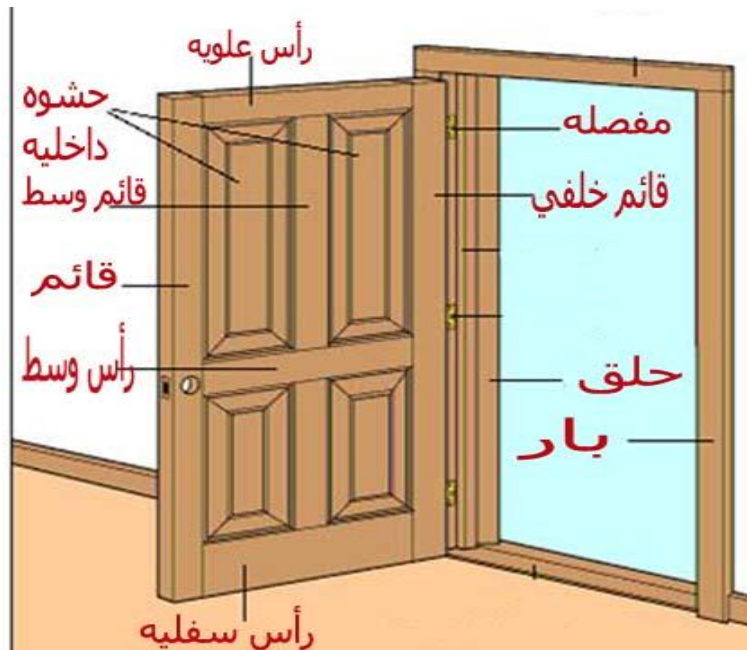 رأس علويه
حشوه
داخليه
مفصله
قائم وسط
قائم خلفي
قائم
رأس وسط
حلق
بار
رأس سفليه